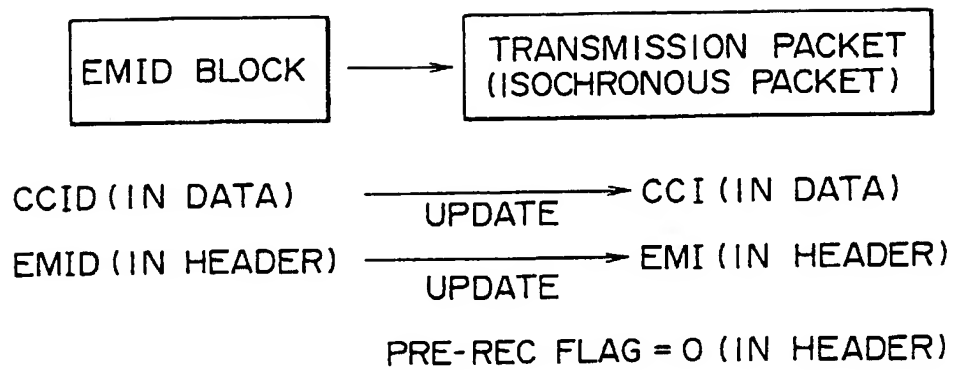 EMID BLOCK
TRANSMISSION PACKET
(ISOCHRONOUS PACKET)
CCID (IN DATA)
UPDATE
CCI (IN DATA)
EMID (IN HEADER)
UPDATE
EMI (IN HEADER)
PRE-REC FLAG = 0 (IN HEADER)